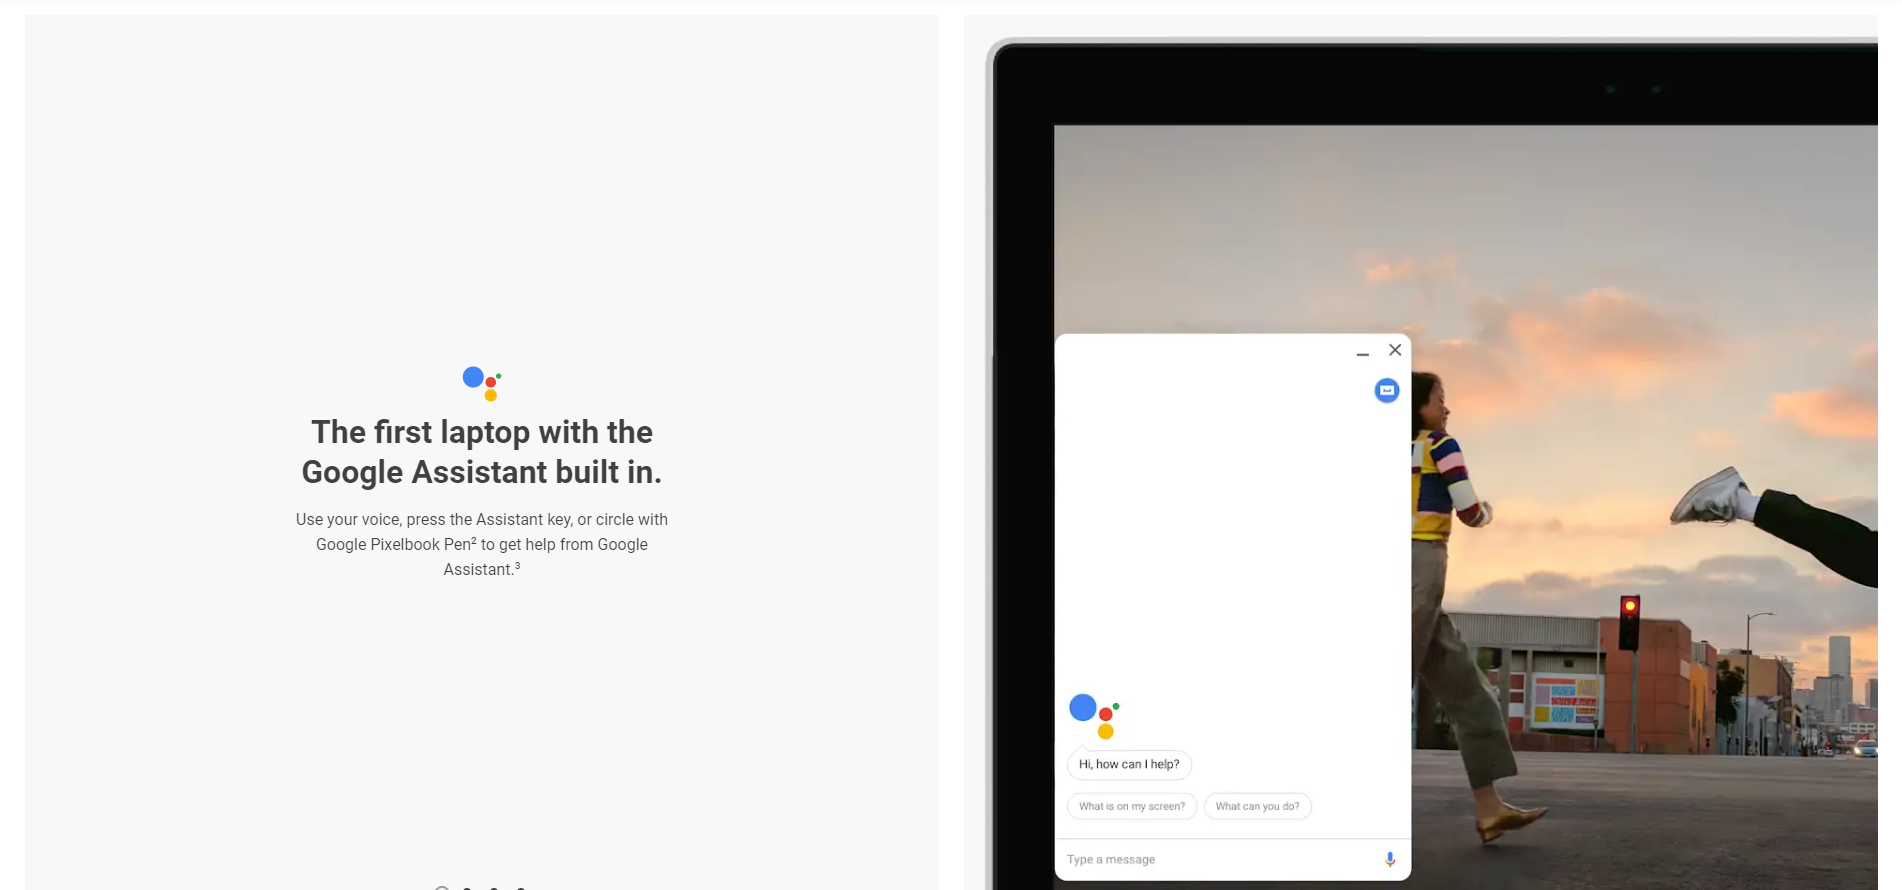 The first laptop with the
Google Assistant built in.
Use your voice, press the Assistant key, or circle with
Google Pixelbook Pen² to get help from Google
Assistant.³
Hi, how can I help?
What is on my screen?
What can you do?
Type a message